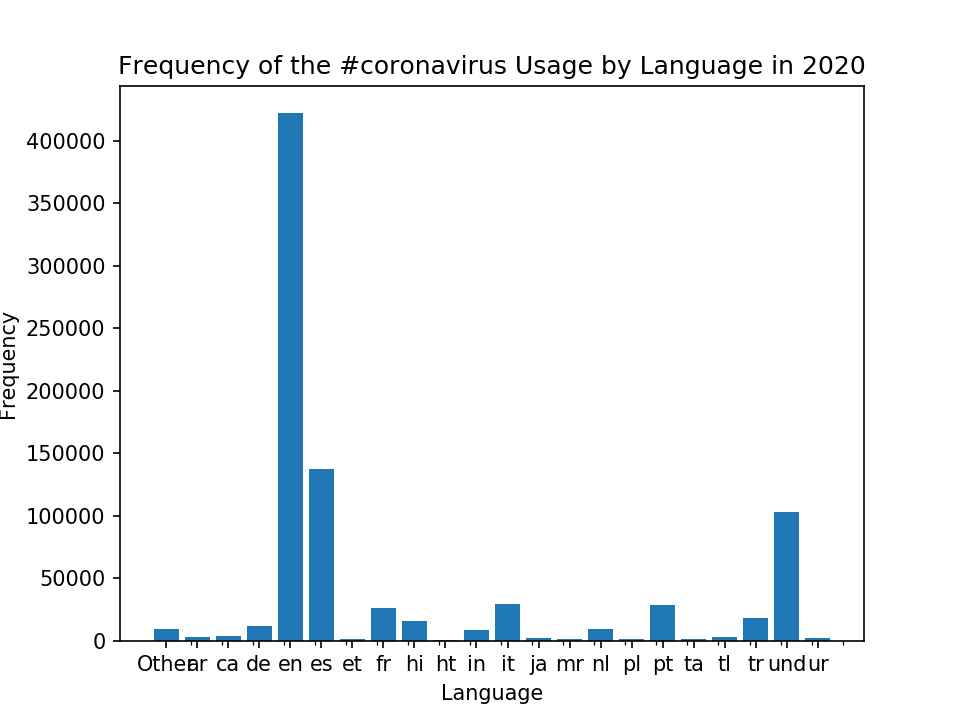 Frequency of the #coronavirus Usage by Language in 2020
400000
350000
300000
250000
200000
150000
100000
50000
0
Frequency
Other ar ca de en es et fr hi ht in it ja mr nl pl pt ta tl tr und ur
Language